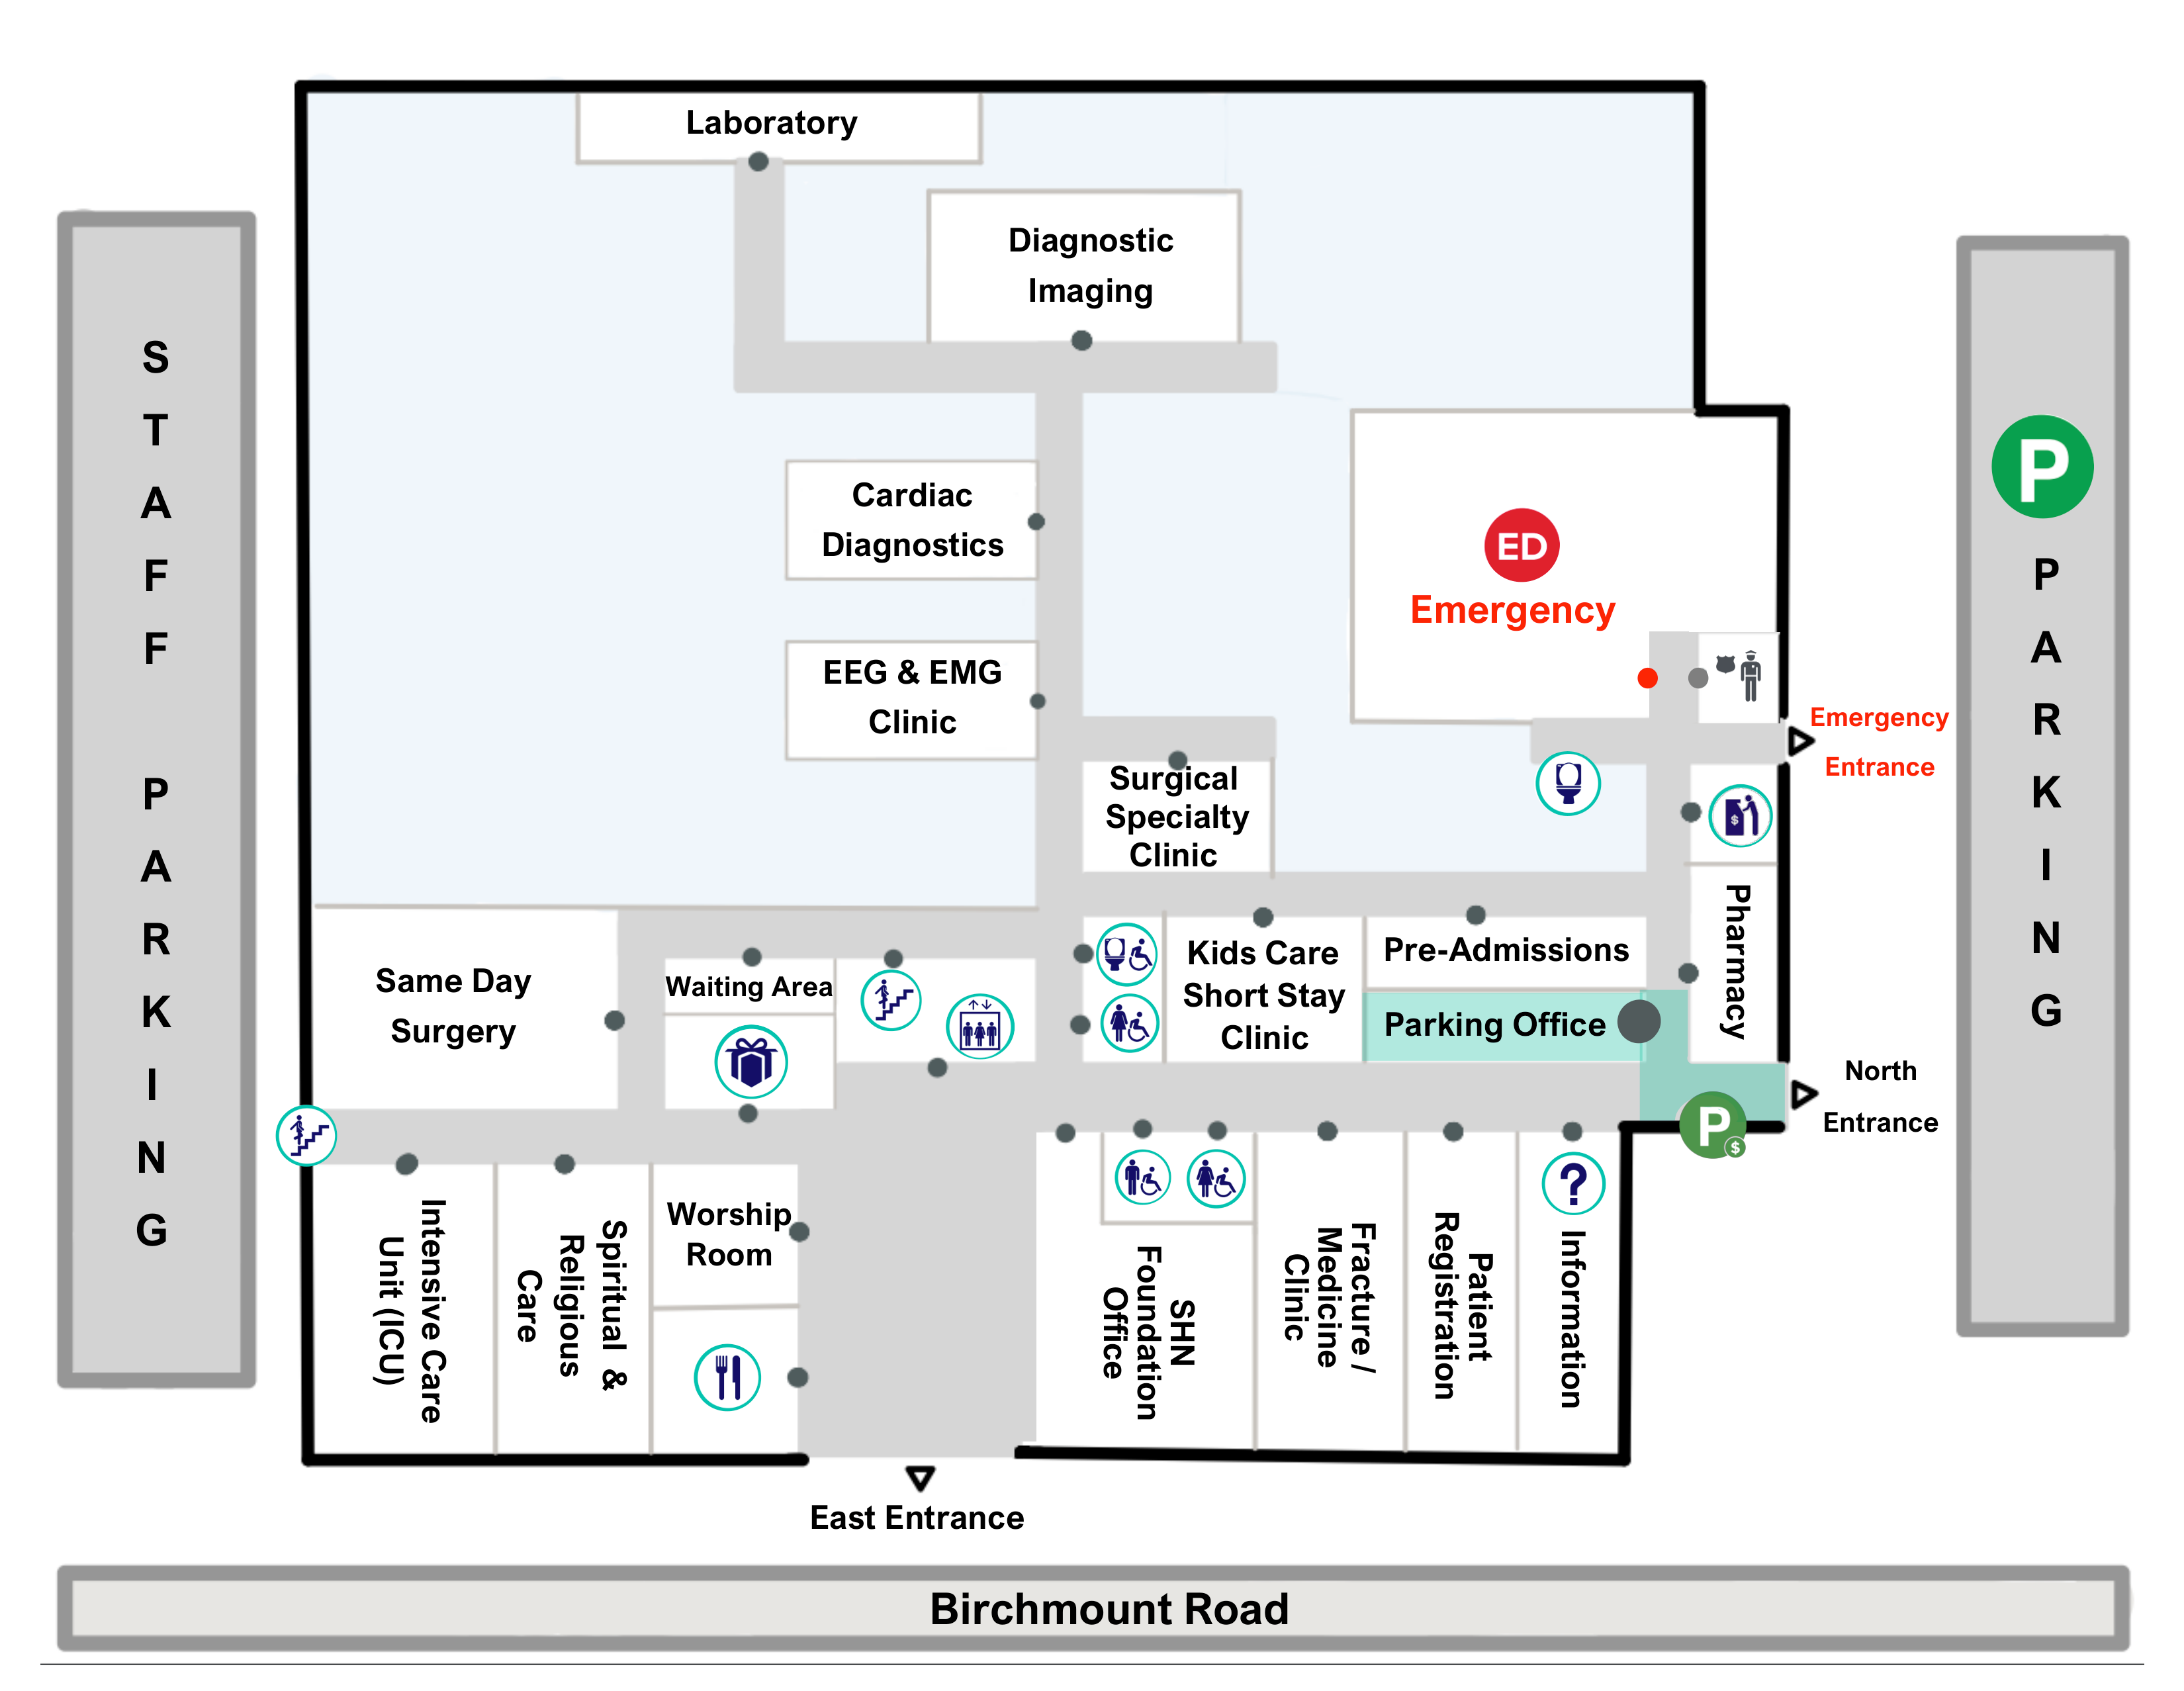 Laboratory
Diagnostic
Imaging
STAFF PARKING
P
PARKING
Cardiac
Diagnostics
ED
Emergency
EEG & EMG
Clinic
Emergency
Entrance
Surgical
Specialty
Clinic
$
Pharmacy
Same Day
Surgery
Waiting Area
Kids Care
Short Stay
Clinic
Pre-Admissions
Parking Office
North
Entrance
P
$
Intensive Care
Unit (ICU)
Spiritual &
Religious
Care
Worship
Room
SHN
Foundation
Office
Fracture /
Medicine
Clinic
Patient
Registration
?
Information
East Entrance
Birchmount Road